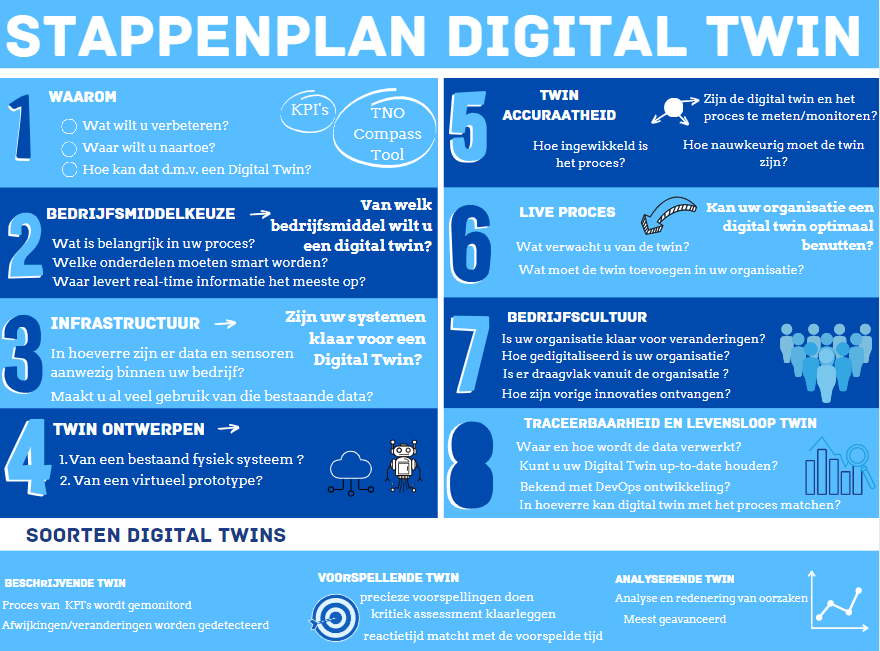 STAPPENPLAN DIGITAL TWIN
1
WAAROM
Wat wilt u verbeteren?
Waar wilt u naartoe?
Hoe kan dat d.m.v. een Digital Twin?
KPI's
TNO
Compass
Tool
2
BEDRIJFSMIDDELKEUZE
Van welk
bedrijfsmiddel wilt u
een digital twin?
Wat is belangrijk in uw proces?
Welke onderdelen moeten smart worden?
Waar levert real-time informatie het meeste op?
3
INFRASTRUCTUUR
Zijn uw systemen
klaar voor een
Digital Twin?
In hoeverre zijn er data en sensoren
aanwezig binnen uw bedrijf?
Maakt u al veel gebruik van die bestaande data?
4
TWIN ONTWERPEN
1.Van een bestaand fysiek systeem ?
2. Van een virtueel prototype?
5
TWIN
ACCURAATHEID
Zijn de digital twin en het
proces te meten/monitoren?
Hoe ingewikkeld is
het proces?
Hoe nauwkeurig moet de twin
zijn?
6
LIVE PROCES
Kan uw organisatie een
digital twin optimaal
benutten?
Wat verwacht u van de twin?
Wat moet de twin toevoegen in uw organisatie?
7
BEDRIJFSCULTUUR
Is uw organisatie klaar voor veranderingen?
Hoe gedigitaliseerd is uw organisatie?
Is er draagvlak vanuit de organisatie ?
Hoe zijn vorige innovaties ontvangen?
8
TRACEERBAARHEID EN LEVENSLOOP TWIN
Waar en hoe wordt de data verwerkt?
Kunt u uw Digital Twin up-to-date houden?
Bekend met DevOps ontwikkeling?
In hoeverre kan digital twin met het proces matchen?
SOORTEN DIGITAL TWINS
BESCHRIJVENDE TWIN
Proces van KPI's wordt gemonitord
Afwijkingen/veranderingen worden gedetecteerd
VOORSPELLENDE TWIN
precieze voorspellingen doen
kritiek assessment klaarleggen
reactietijd matcht met de voorspelde tijd
ANALYSERENDE TWIN
Analyse en redenering van oorzaken
Meest geavanceerd